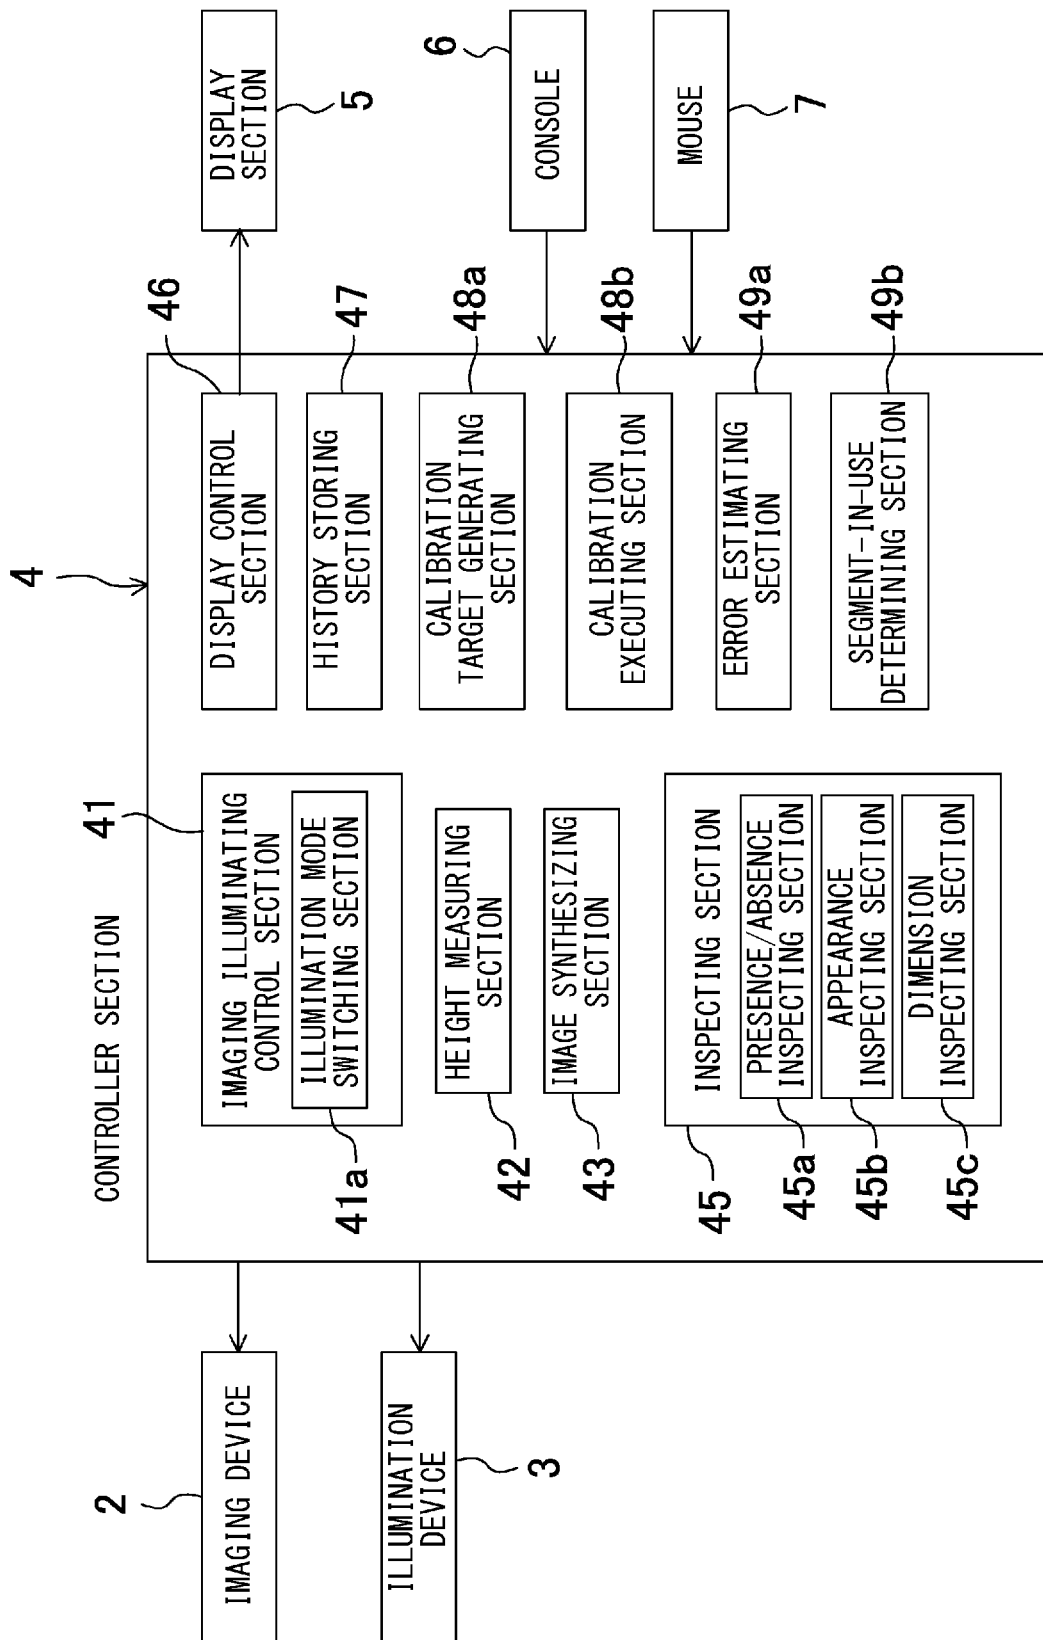 CONTROLLER SECTION
4
2
IMAGING DEVICE
3
ILLUMINATION
DEVICE
41
IMAGING ILLUMINATING
CONTROL SECTION
ILLUMINATION MODE
SWITCHING SECTION
41a
HEIGHT MEASURING
SECTION
42
IMAGE SYNTHESIZING
SECTION
43
INSPECTING SECTION
45
PRESENCE/ABSENCE
INSPECTING SECTION
45a
APPEARANCE
INSPECTING SECTION
45b
DIMENSION
INSPECTING SECTION
45c
46
DISPLAY CONTROL
SECTION
47
HISTORY STORING
SECTION
48a
CALIBRATION
TARGET GENERATING
SECTION
48b
CALIBRATION
EXECUTING SECTION
49a
ERROR ESTIMATING
SECTION
49b
SEGMENT-IN-USE
DETERMINING SECTION
DISPLAY
SECTION
5
6
CONSOLE
MOUSE
7